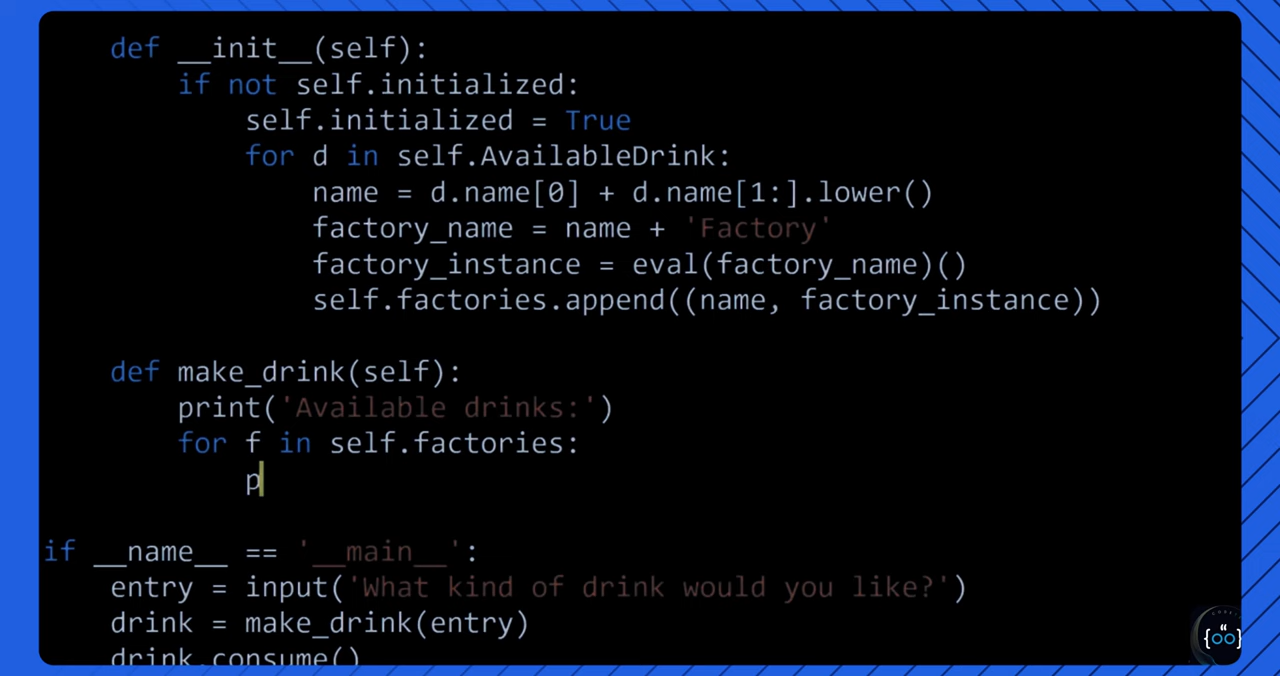 def __init__(self):
if not self.initialized:
self.initialized = True
for d in self.AvailableDrink:
name = d.name[0] + d.name[1:].lower()
factory_name = name + 'Factory'
factory_instance = eval(factory_name)()
self.factories.append((name, factory_instance))
def make_drink(self):
print('Available drinks:')
for f in self.factories:
p
if __name__ == '__main__':
entry = input('What kind of drink would you like?')
drink = make_drink(entry)
drink.consume()